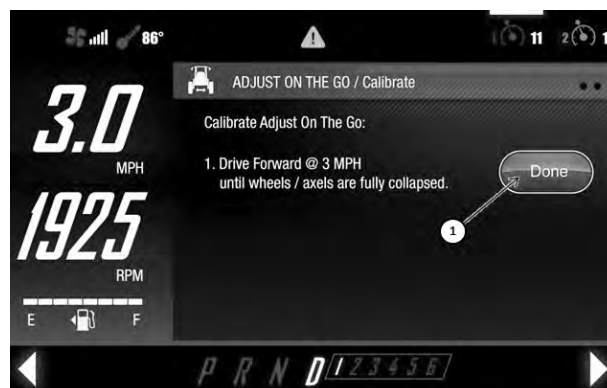 86°
11
2
1
ADJUST ON THE GO / Calibrate
3.0
MPH
Calibrate Adjust On The Go:
1. Drive Forward @ 3 MPH
until wheels / axels are fully collapsed.
Done
1
1925
RPM
E F
P R N D 1 2 3 4 5 6